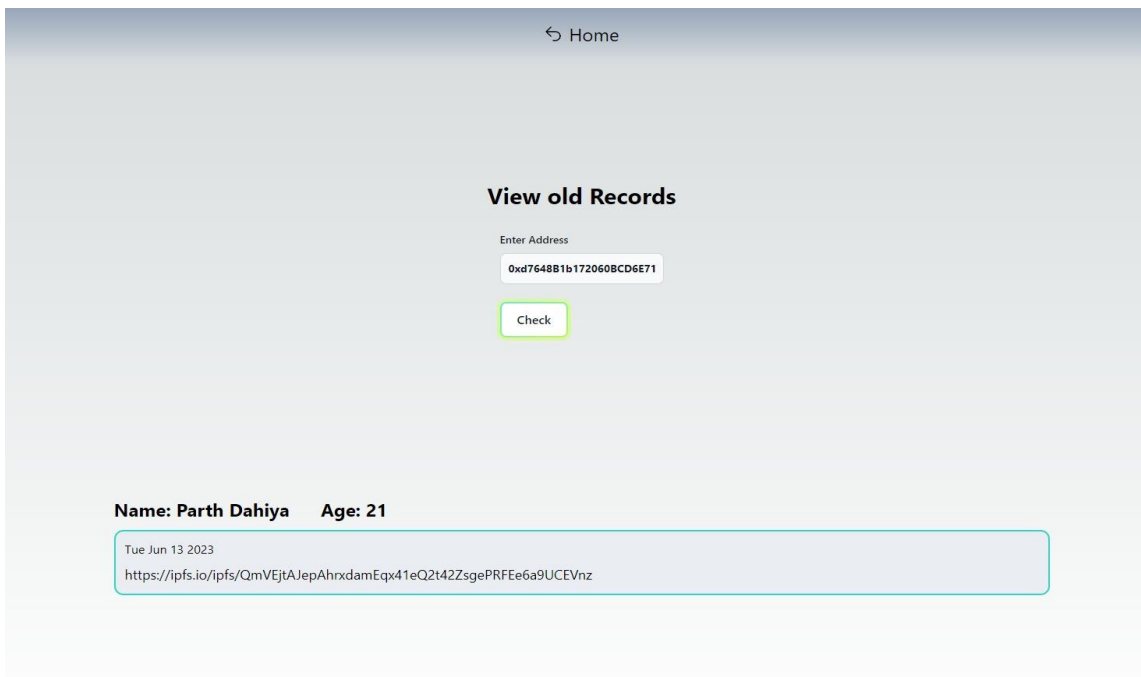 Home
View old Records
Enter Address
0xd7648B1b172060BCD6E71
Check
Name: Parth Dahiya Age: 21
Tue Jun 13 2023
https://ipfs.io/ipfs/QmVEjtAJepAhrxdamEqx41eQ2t42ZsgePRFEe6a9UCEVnz